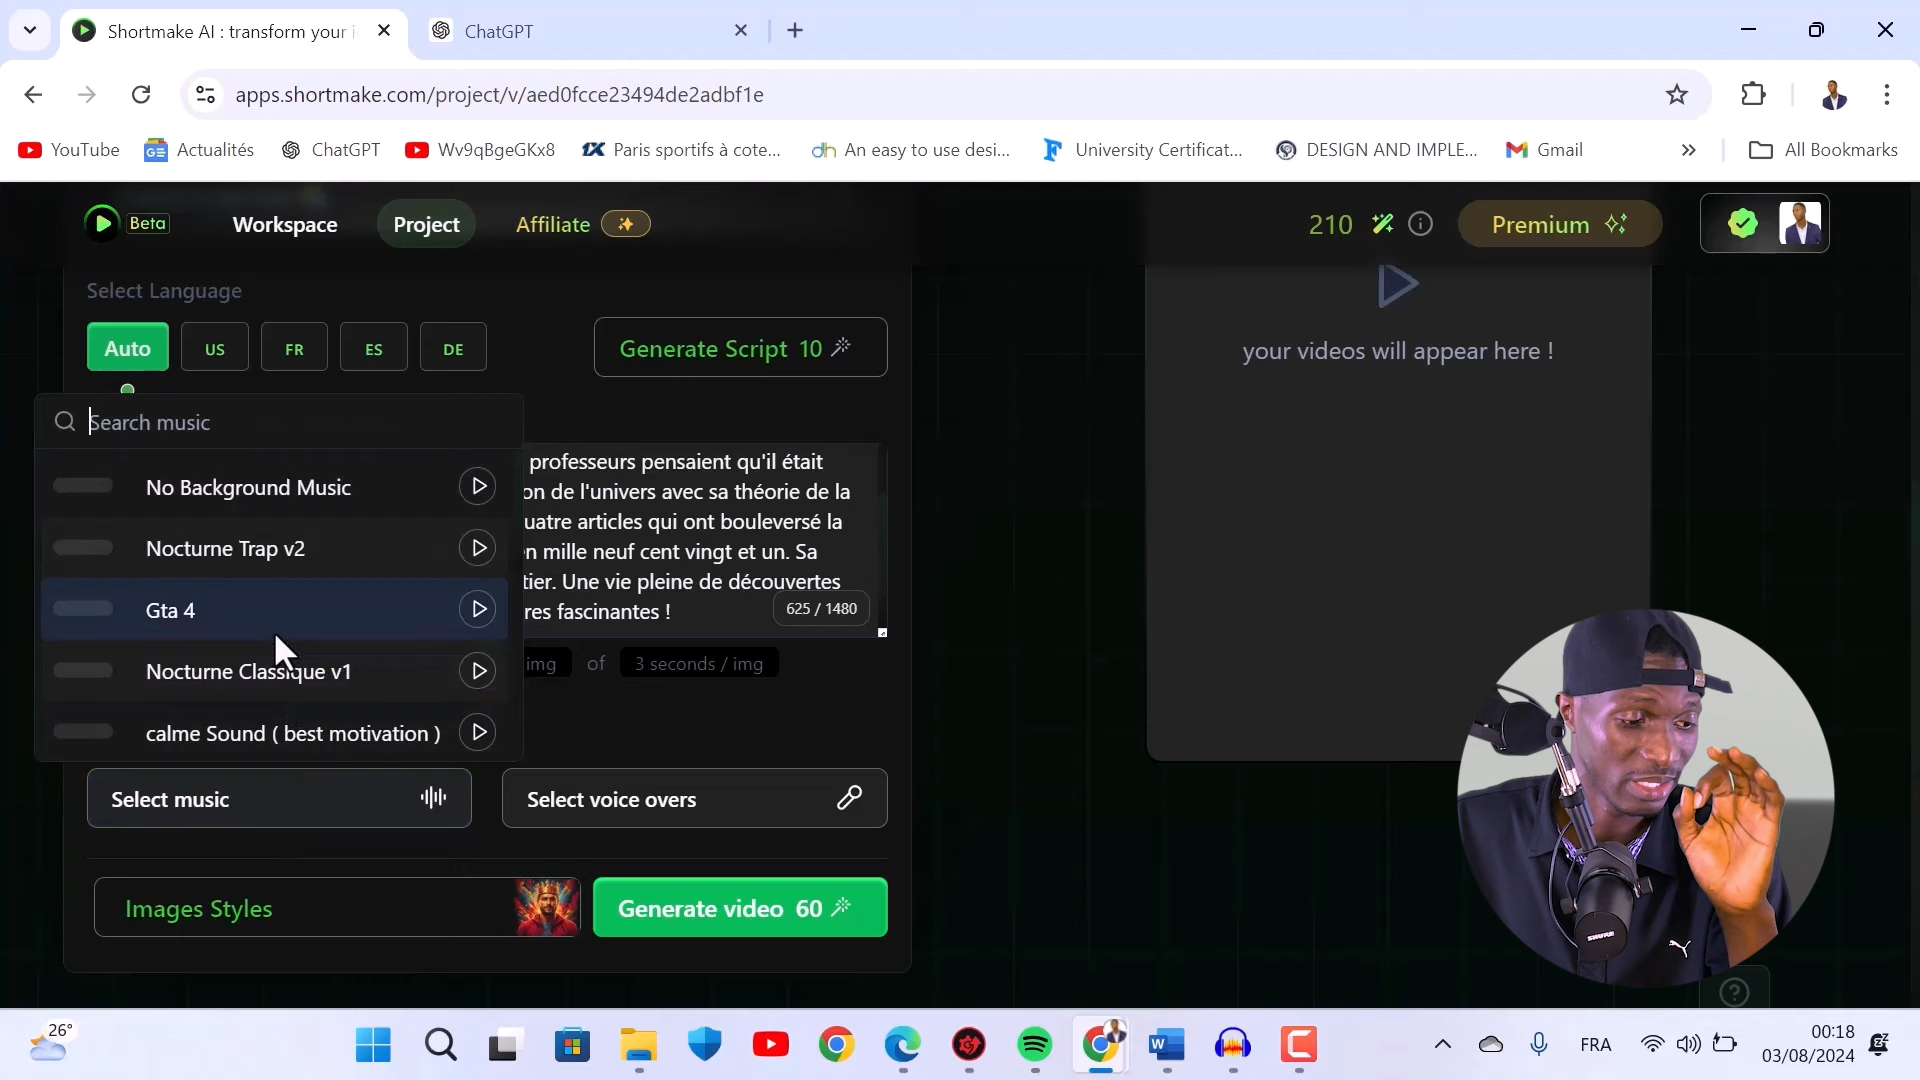 Shortmake AI : transform your i
ChatGPT
apps.shortmake.com/project/v/aed0fcce23494de2adbf1e
YouTube
Actualités
ChatGPT
Wv9qBgeGKx8
1X Paris sportifs à cote...
dh An easy to use desi...
University Certificat...
DESIGN AND IMPLE...
Gmail
All Bookmarks
Beta
Workspace
Project
Affiliate
210
Premium
Select Language
Auto
US
FR
ES
DE
Generate Script 10
your videos will appear here !
Search music
No Background Music
Nocturne Trap v2
Gta 4
Nocturne Classique v1
calme Sound ( best motivation )
professeurs pensaient qu'il était
on de l'univers avec sa théorie de la
uatre articles qui ont bouleversé la
en mille neuf cent vingt et un. Sa
tier. Une vie pleine de découvertes
res fascinantes !
625 / 1480
img of 3 seconds / img
Select music
Select voice overs
Images Styles
Generate video 60
SHURE
26°
FRA
00:18
03/08/2024